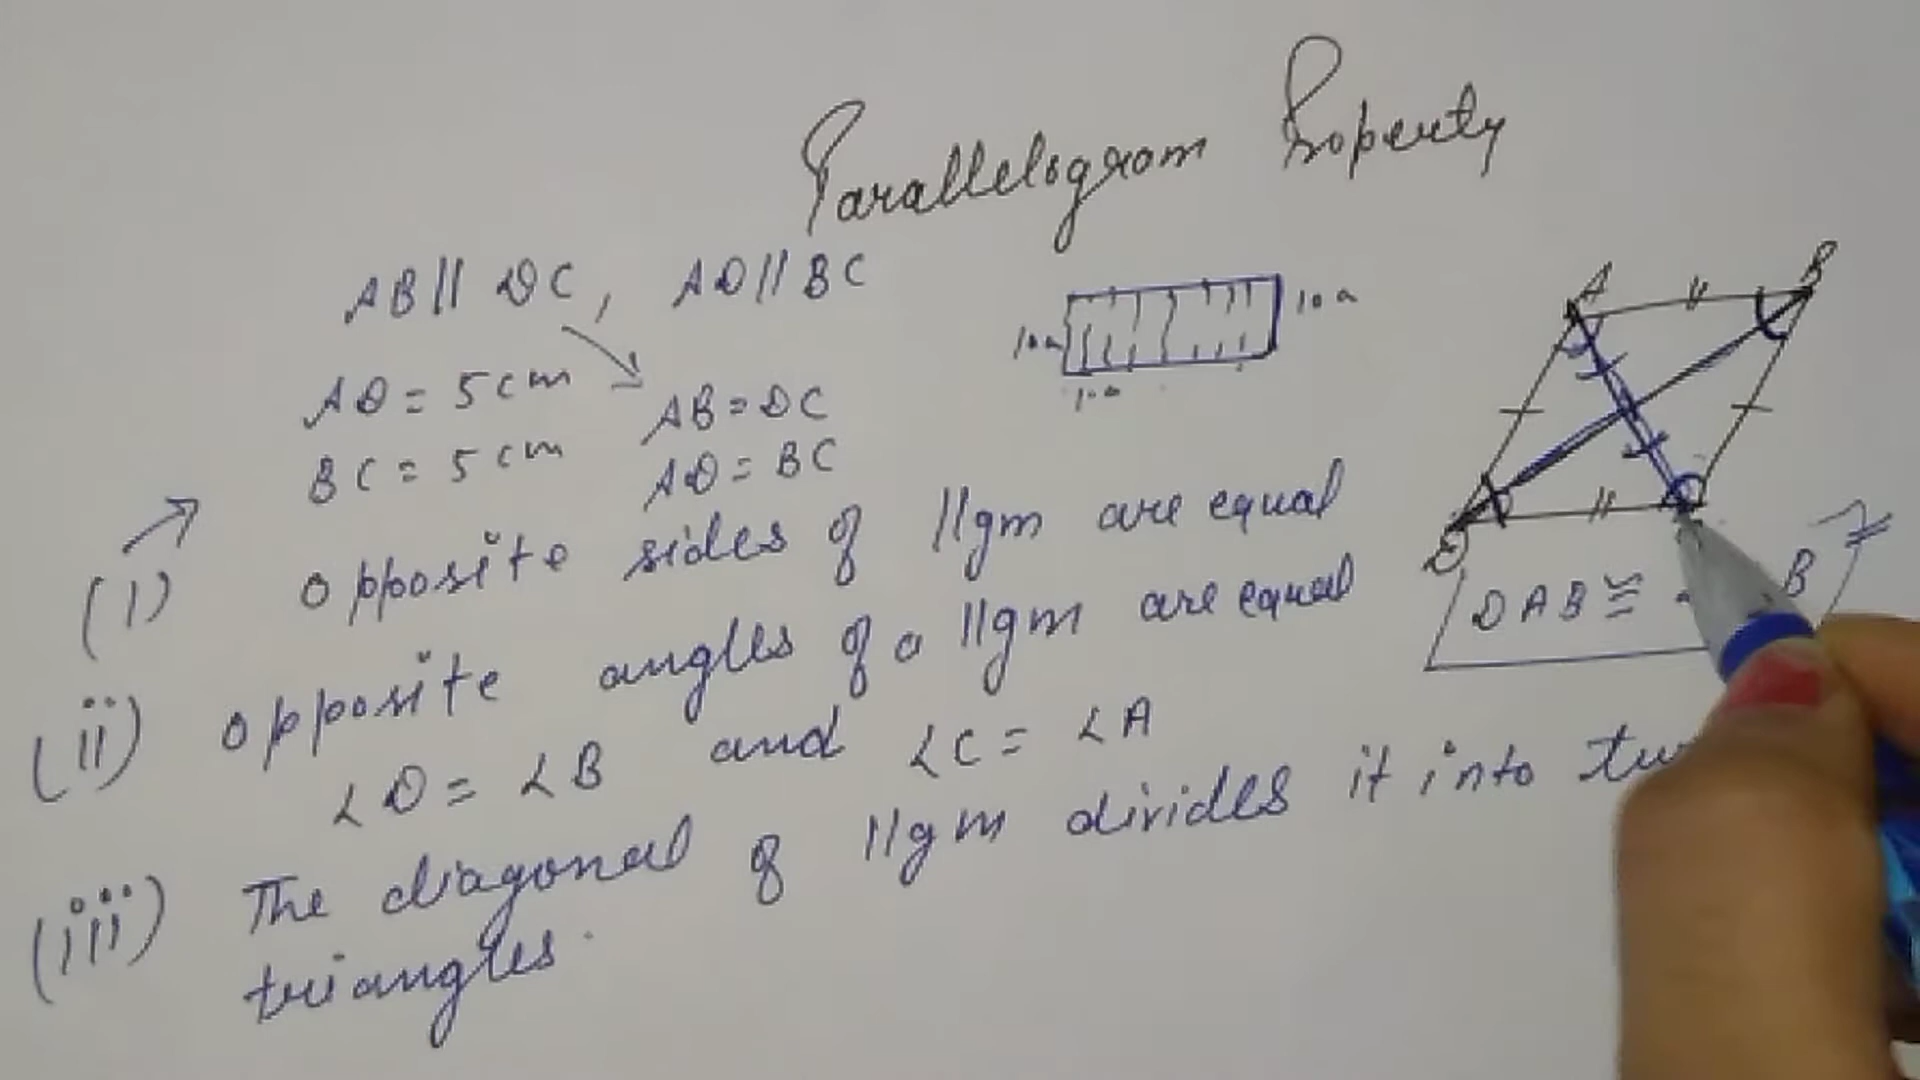 Parallelogram Property
AB || DC, AD || BC
AD = 5 cm
BC = 5 cm
AB = DC
AD = BC
10a
10a
A
B
D
(1) opposite sides of ||gm are equal
(ii) opposite angles of a ||gm are equal
∠D = ∠B and ∠C = ∠A
(iii) The diagonal of ||gm divides it into
triangles.
DAB ≅ B